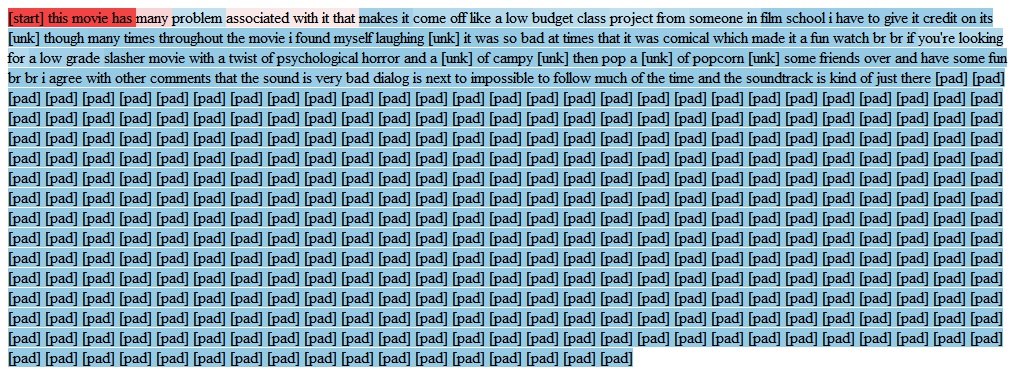 [start] this movie has many problem associated with it that makes it come off like a low budget class project from someone in film school i have to give it credit on its
[unk] though many times throughout the movie i found myself laughing [unk] it was so bad at times that it was comical which made it a fun watch br br if you're looking
for a low grade slasher movie with a twist of psychological horror and a [unk] of campy [unk] then pop a [unk] of popcorn [unk] some friends over and have some fun
br br i agree with other comments that the sound is very bad dialog is next to impossible to follow much of the time and the soundtrack is kind of just there [pad] [pad]
[pad] [pad] [pad] [pad] [pad] [pad] [pad] [pad] [pad] [pad] [pad] [pad] [pad] [pad] [pad] [pad] [pad] [pad] [pad] [pad] [pad] [pad] [pad] [pad] [pad] [pad] [pad]
[pad] [pad] [pad] [pad] [pad] [pad] [pad] [pad] [pad] [pad] [pad] [pad] [pad] [pad] [pad] [pad] [pad] [pad] [pad] [pad] [pad] [pad] [pad] [pad] [pad] [pad] [pad]
[pad] [pad] [pad] [pad] [pad] [pad] [pad] [pad] [pad] [pad] [pad] [pad] [pad] [pad] [pad] [pad] [pad] [pad] [pad] [pad] [pad] [pad] [pad] [pad] [pad] [pad] [pad]
[pad] [pad] [pad] [pad] [pad] [pad] [pad] [pad] [pad] [pad] [pad] [pad] [pad] [pad] [pad] [pad] [pad] [pad] [pad] [pad] [pad] [pad] [pad] [pad] [pad] [pad] [pad]
[pad] [pad] [pad] [pad] [pad] [pad] [pad] [pad] [pad] [pad] [pad] [pad] [pad] [pad] [pad] [pad] [pad] [pad] [pad] [pad] [pad] [pad] [pad] [pad] [pad] [pad] [pad]
[pad] [pad] [pad] [pad] [pad] [pad] [pad] [pad] [pad] [pad] [pad] [pad] [pad] [pad] [pad] [pad] [pad] [pad] [pad] [pad] [pad] [pad] [pad] [pad] [pad] [pad] [pad]
[pad] [pad] [pad] [pad] [pad] [pad] [pad] [pad] [pad] [pad] [pad] [pad] [pad] [pad] [pad] [pad] [pad] [pad] [pad] [pad] [pad] [pad] [pad] [pad] [pad] [pad] [pad]
[pad] [pad] [pad] [pad] [pad] [pad] [pad] [pad] [pad] [pad] [pad] [pad] [pad] [pad] [pad] [pad] [pad] [pad] [pad] [pad] [pad] [pad] [pad] [pad] [pad] [pad] [pad]
[pad] [pad] [pad] [pad] [pad] [pad] [pad] [pad] [pad] [pad] [pad] [pad] [pad] [pad] [pad] [pad] [pad] [pad] [pad] [pad] [pad] [pad] [pad] [pad] [pad] [pad] [pad]
[pad] [pad] [pad] [pad] [pad] [pad] [pad] [pad] [pad] [pad] [pad] [pad] [pad] [pad] [pad] [pad] [pad] [pad] [pad] [pad] [pad] [pad] [pad] [pad] [pad] [pad] [pad]
[pad] [pad] [pad] [pad] [pad] [pad] [pad] [pad] [pad] [pad] [pad] [pad] [pad] [pad] [pad] [pad] [pad] [pad] [pad] [pad] [pad] [pad] [pad] [pad] [pad] [pad] [pad]
[pad] [pad] [pad] [pad] [pad] [pad] [pad] [pad] [pad] [pad] [pad] [pad] [pad] [pad] [pad] [pad] [pad] [pad] [pad] [pad] [pad] [pad] [pad] [pad] [pad] [pad] [pad]
[pad] [pad] [pad] [pad] [pad] [pad] [pad] [pad] [pad] [pad] [pad] [pad] [pad] [pad] [pad] [pad] [pad] [pad] [pad] [pad] [pad] [pad] [pad] [pad] [pad] [pad] [pad]
[pad] [pad] [pad] [pad] [pad] [pad] [pad] [pad] [pad] [pad] [pad] [pad] [pad] [pad] [pad] [pad] [pad]